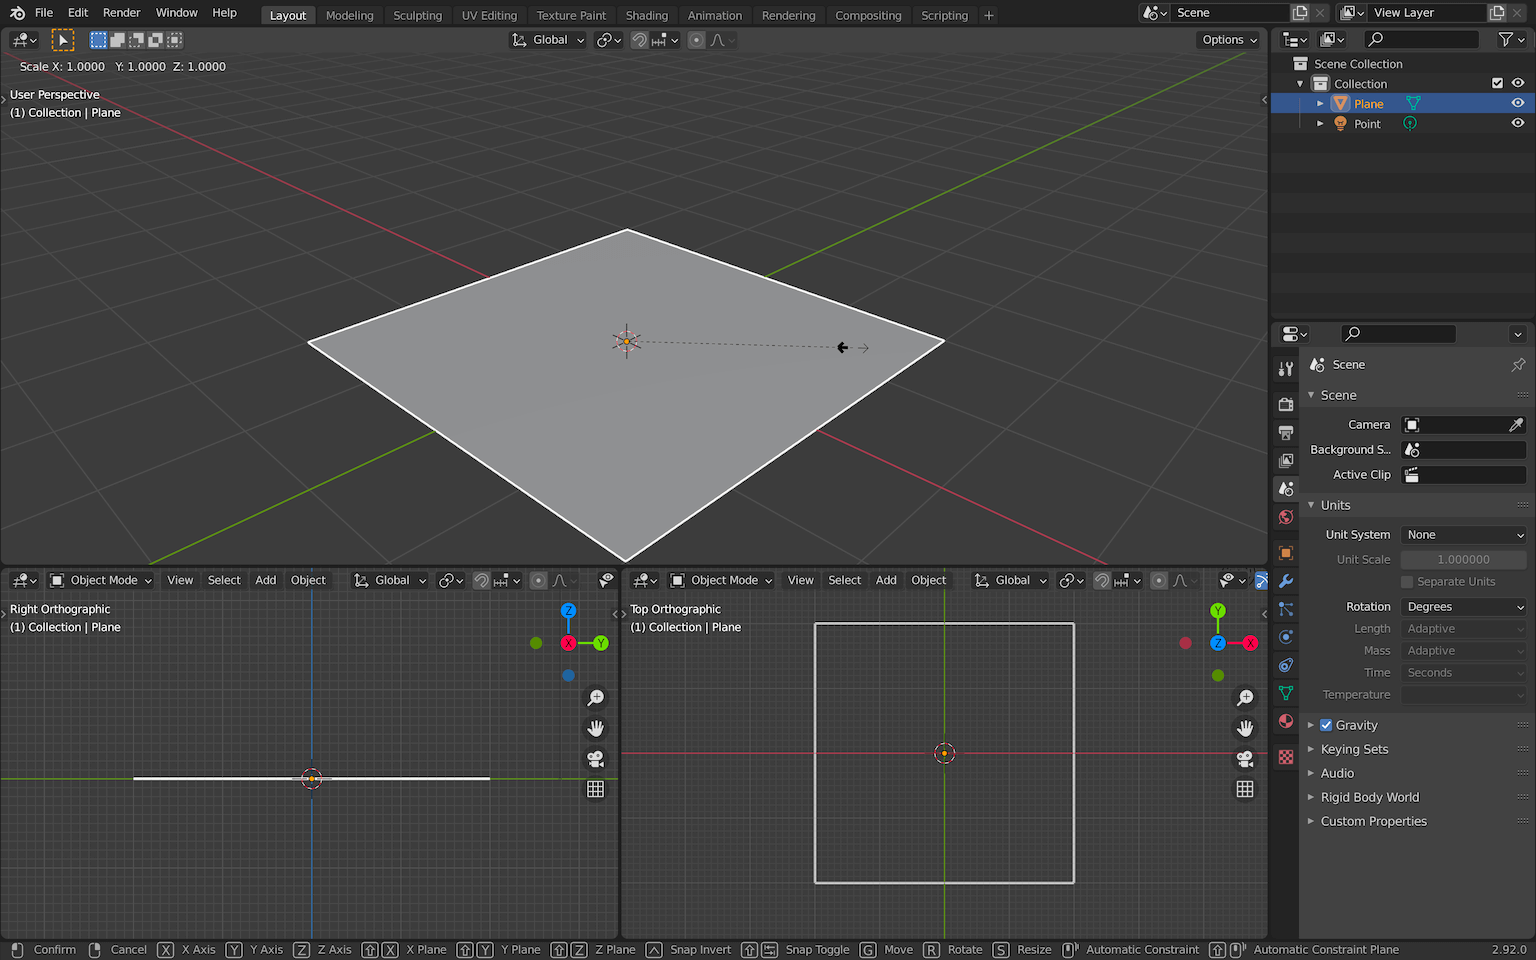 File Edit Render Window Help Layout Modeling Sculpting UV Editing Texture Paint Shading Animation Rendering Compositing Scripting + Scene View Layer
Global Options
Scale X: 1.0000 Y: 1.0000 Z: 1.0000
User Perspective
(1) Collection | Plane
Scene Collection
Collection
Plane
Point
Scene
Scene
Camera
Background S...
Active Clip
Units
Unit System None
Unit Scale 1.000000
Separate Units
Rotation Degrees
Length Adaptive
Mass Adaptive
Time Seconds
Temperature
Gravity
Keying Sets
Audio
Rigid Body World
Custom Properties
Object Mode View Select Add Object Global
Right Orthographic
(1) Collection | Plane
Z
X Y
Object Mode View Select Add Object Global
Top Orthographic
(1) Collection | Plane
Y
Z X
Confirm Cancel X X Axis Y Y Axis Z Z Axis X X Plane Y Y Plane Z Z Plane Snap Invert Snap Toggle G Move R Rotate S Resize Automatic Constraint Automatic Constraint Plane 2.92.0